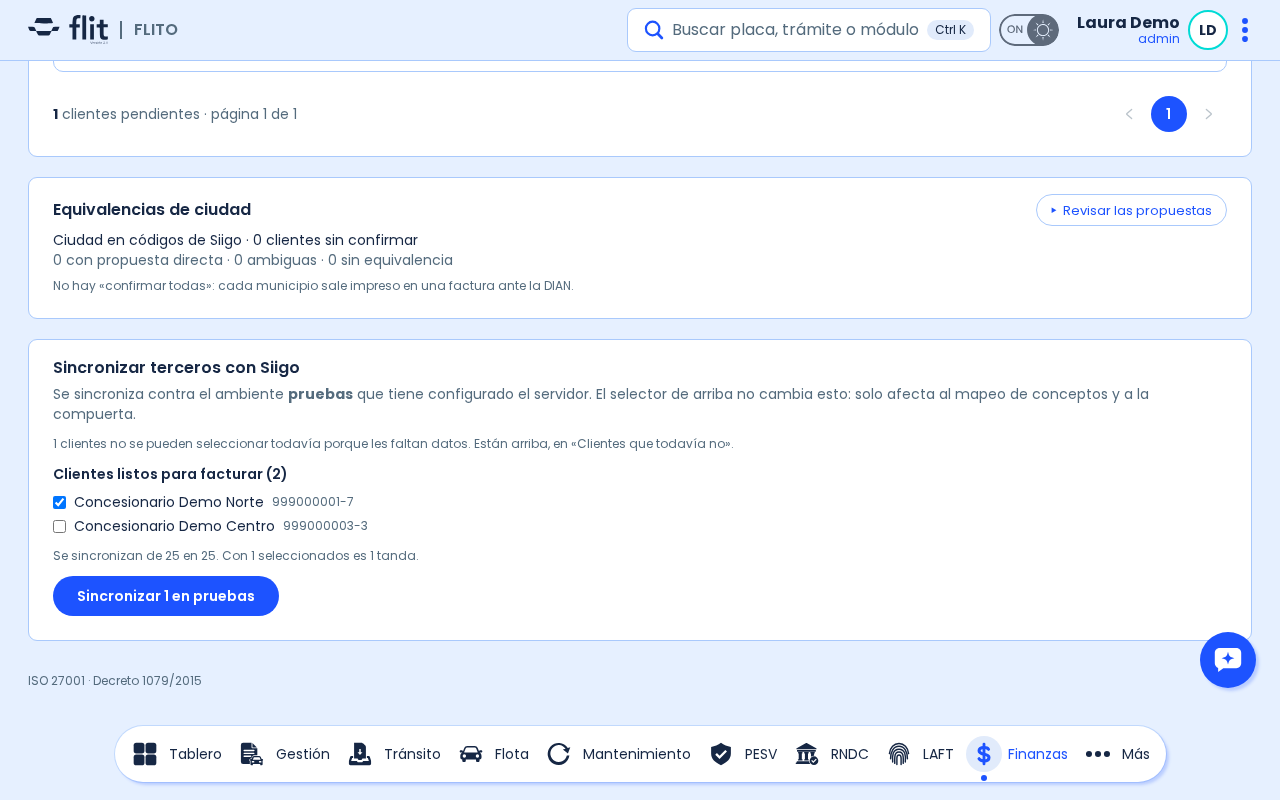 flit | FLITO
Buscar placa, trámite o módulo Ctrl K
ON
Laura Demo
admin
LD
1 clientes pendientes · página 1 de 1
1
Equivalencias de ciudad
Revisar las propuestas
Ciudad en códigos de Siigo · 0 clientes sin confirmar
0 con propuesta directa · 0 ambiguas · 0 sin equivalencia
No hay «confirmar todas»: cada municipio sale impreso en una factura ante la DIAN.
Sincronizar terceros con Siigo
Se sincroniza contra el ambiente pruebas que tiene configurado el servidor. El selector de arriba no cambia esto: solo afecta al mapeo de conceptos y a la
compuerta.
1 clientes no se pueden seleccionar todavía porque les faltan datos. Están arriba, en «Clientes que todavía no».
Clientes listos para facturar (2)
Concesionario Demo Norte 999000001-7
Concesionario Demo Centro 999000003-3
Se sincronizan de 25 en 25. Con 1 seleccionados es 1 tanda.
Sincronizar 1 en pruebas
ISO 27001 · Decreto 1079/2015
Tablero
Gestión
Tránsito
Flota
Mantenimiento
PESV
RNDC
LAFT
Finanzas
Más